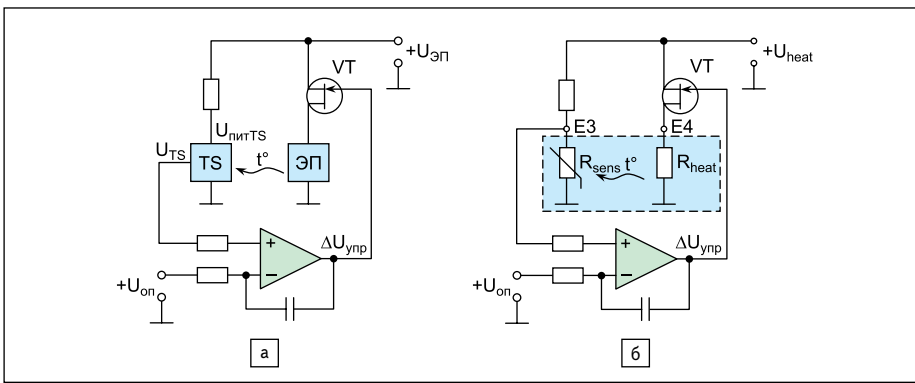 +UЭП
VT
UпитTS
UTS
TS
t°
ЭП
+
ΔUупр
−
+Uоп
а
+Uheat
VT
E3
E4
Rsens
t°
Rheat
+
ΔUупр
−
+Uоп
б